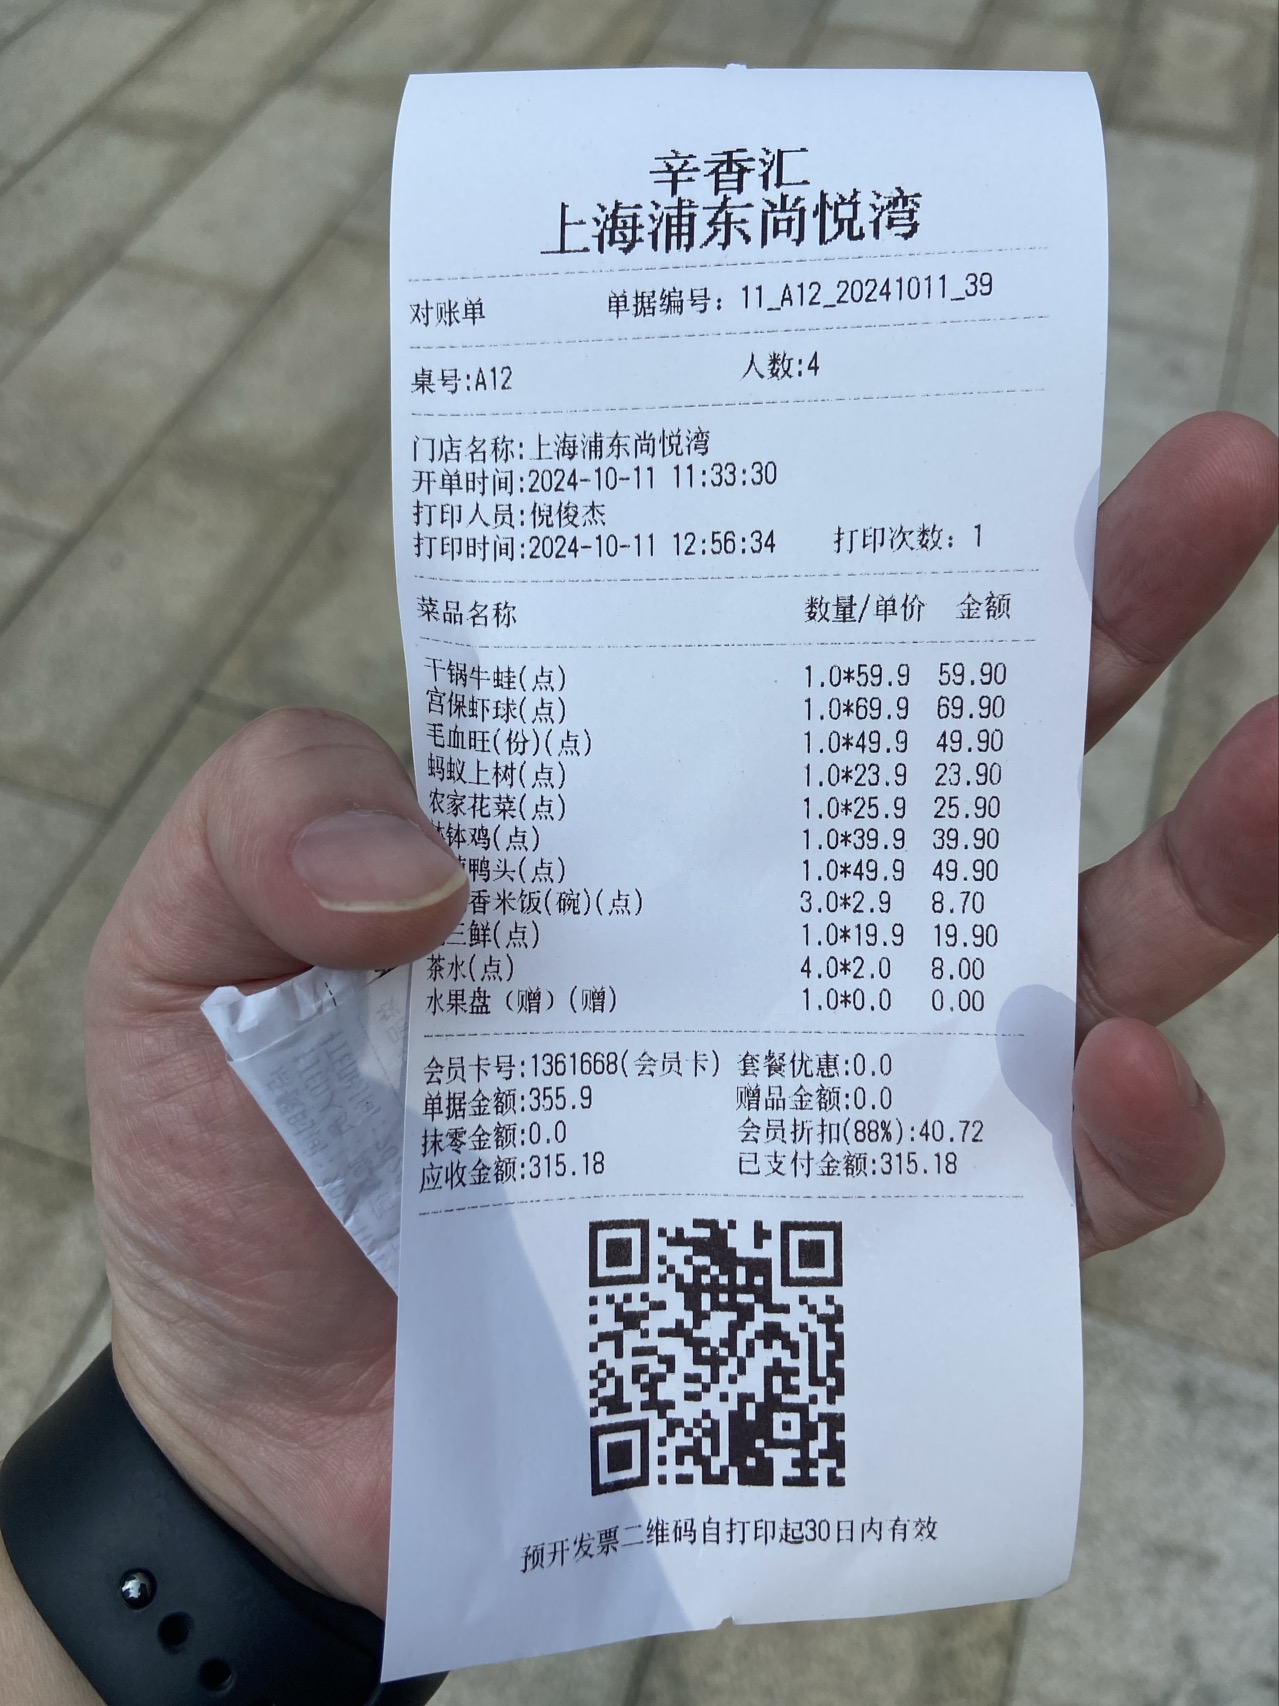 辛香汇
上海浦东尚悦湾
对账单 单据编号：11_A12_20241011_39
桌号:A12 人数:4
门店名称:上海浦东尚悦湾
开单时间:2024-10-11 11:33:30
打印人员:倪俊杰
打印时间:2024-10-11 12:56:34 打印次数：1
菜品名称 数量/单价 金额
干锅牛蛙(点) 1.0*59.9 59.90
宫保虾球(点) 1.0*69.9 69.90
毛血旺(份)(点) 1.0*49.9 49.90
蚂蚁上树(点) 1.0*23.9 23.90
农家花菜(点) 1.0*25.9 25.90
钵钵鸡(点) 1.0*39.9 39.90
鸭头(点) 1.0*49.9 49.90
香米饭(碗)(点) 3.0*2.9 8.70
三鲜(点) 1.0*19.9 19.90
茶水(点) 4.0*2.0 8.00
水果盘（赠）(赠) 1.0*0.0 0.00
会员卡号:1361668(会员卡) 套餐优惠:0.0
单据金额:355.9 赠品金额:0.0
抹零金额:0.0 会员折扣(88%):40.72
应收金额:315.18 已支付金额:315.18
预开发票二维码自打印起30日内有效